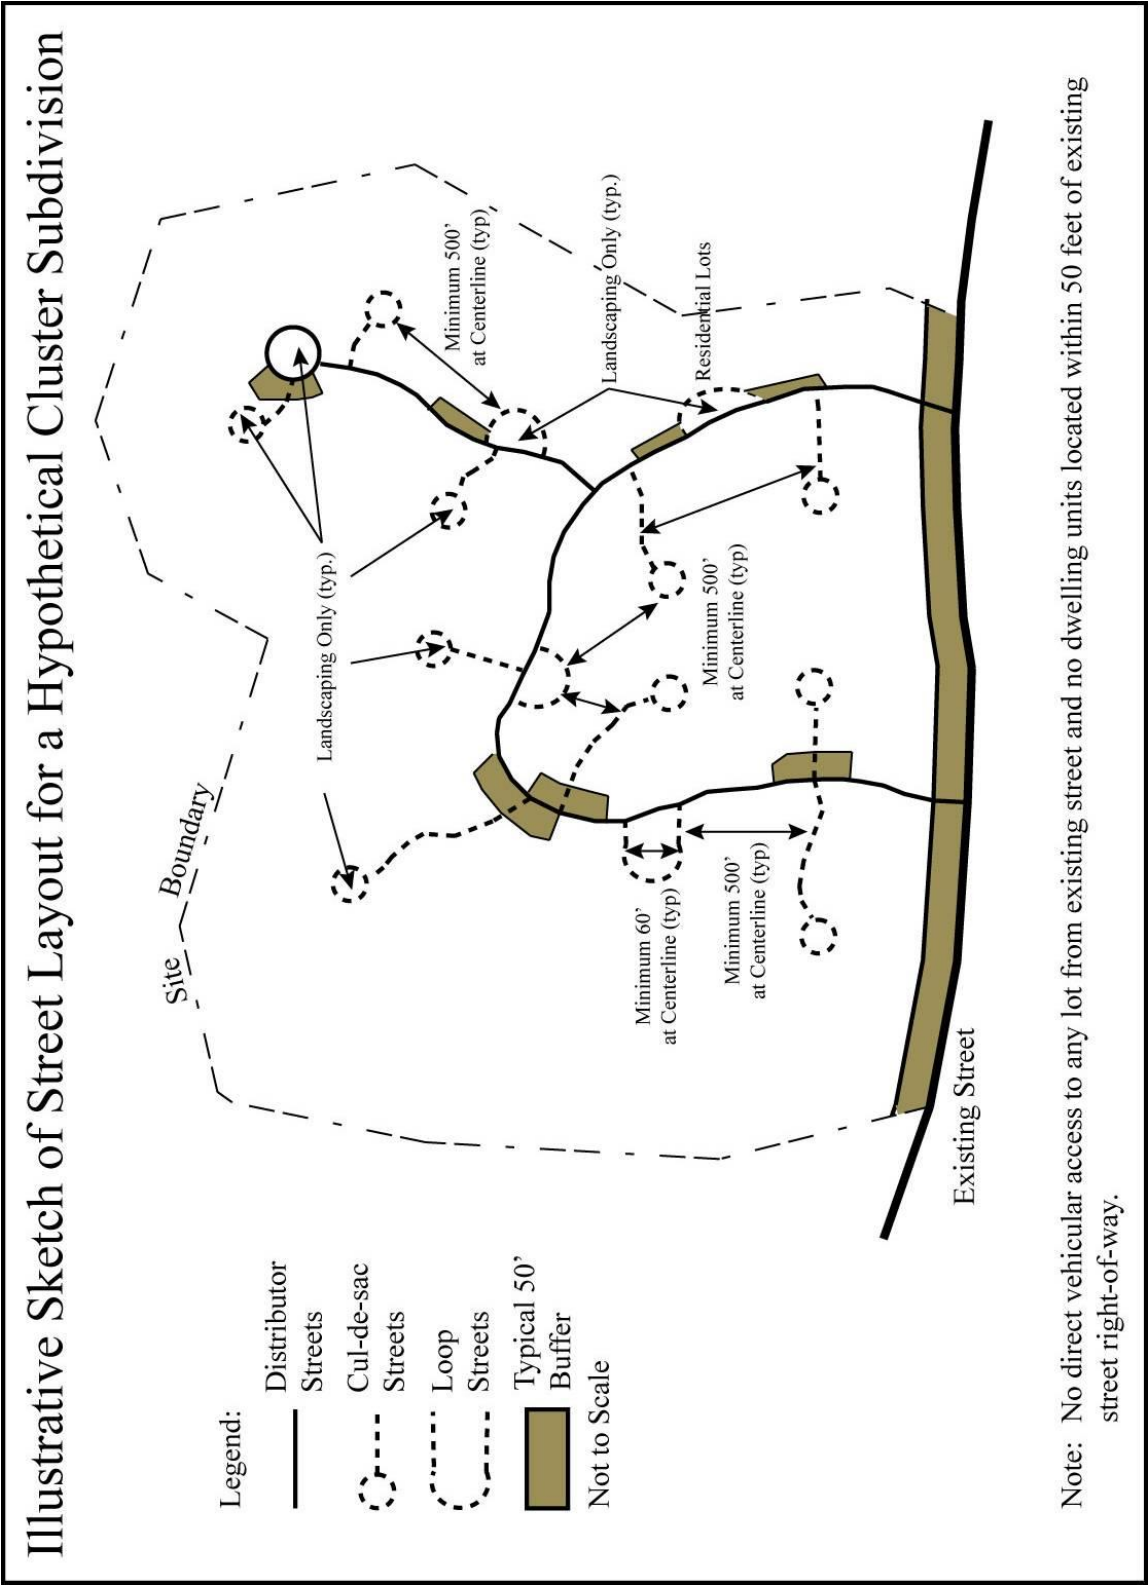 Illustrative Sketch of Street Layout for a Hypothetical Cluster Subdivision
Legend:
Distributor
Streets
Cul-de-sac
Streets
Loop
Streets
Typical 50'
Buffer
Not to Scale
Site Boundary
Landscaping Only (typ.)
Minimum 500'
at Centerline (typ)
Landscaping Only (typ.)
Residential Lots
Minimum 500'
at Centerline (typ)
Minimum 60'
at Centerline (typ)
Minimum 500'
at Centerline (typ)
Existing Street
Note: No direct vehicular access to any lot from existing street and no dwelling units located within 50 feet of existing
street right-of-way.